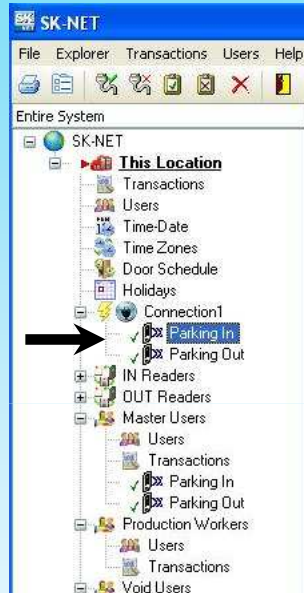 SK-NET
File Explorer Transactions Users Help
Entire System
SK-NET
This Location
Transactions
Users
Time-Date
Time Zones
Door Schedule
Holidays
Connection1
Parking In
Parking Out
IN Readers
OUT Readers
Master Users
Users
Transactions
Parking In
Parking Out
Production Workers
Users
Transactions
Void Users